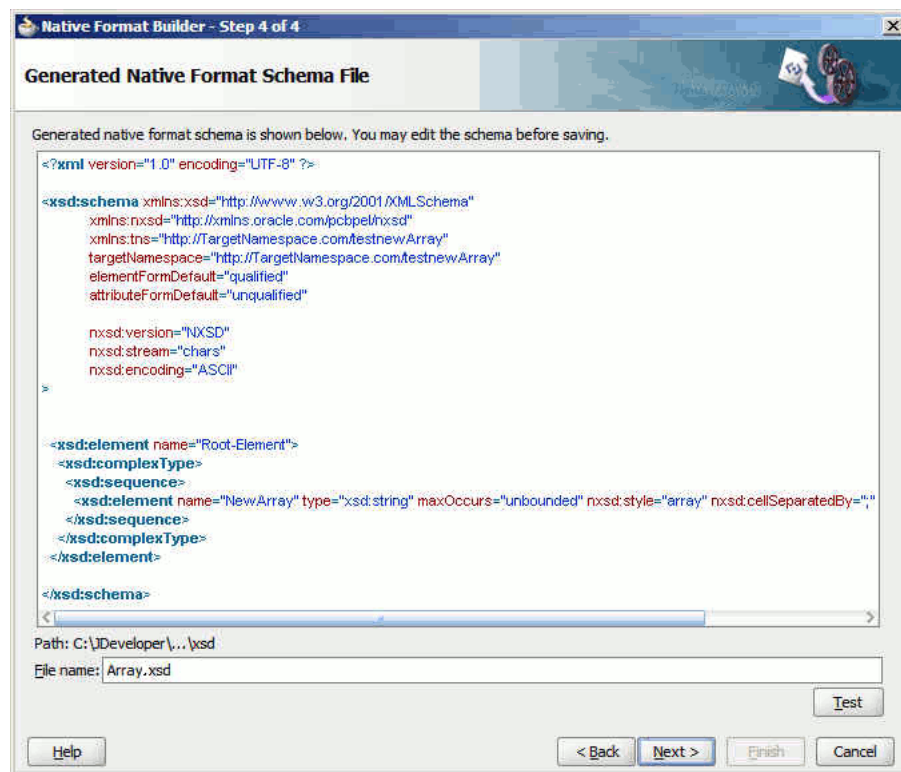 Native Format Builder - Step 4 of 4
Generated Native Format Schema File
Generated native format schema is shown below. You may edit the schema before saving.
<?xml version="1.0" encoding="UTF-8" ?>
<xsd:schema xmlns:xsd="http://www.w3.org/2001/XMLSchema"
xmlns:nxsd="http://xmlns.oracle.com/pcbpel/nxsd"
xmlns:tns="http://TargetNamespace.com/testnewArray"
targetNamespace="http://TargetNamespace.com/testnewArray"
elementFormDefault="qualified"
attributeFormDefault="unqualified"
nxsd:version="NXSD"
nxsd:stream="chars"
nxsd:encoding="ASCII"
>
<xsd:element name="Root-Element">
<xsd:complexType>
<xsd:sequence>
<xsd:element name="NewArray" type="xsd:string" maxOccurs="unbounded" nxsd:style="array" nxsd:cellSeparatedBy=";"
</xsd:sequence>
</xsd:complexType>
</xsd:element>
</xsd:schema>
Path: C:\JDeveloper\...\xsd
File name: Array.xsd
Test
Help
< Back
Next >
Finish
Cancel